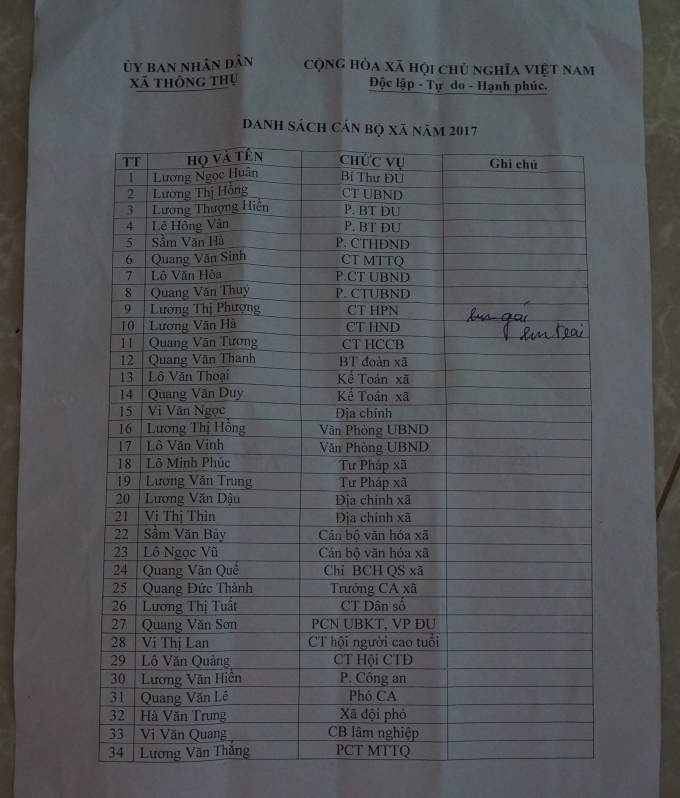 ỦY BAN NHÂN DÂN CỘNG HÒA XÃ HỘI CHỦ NGHĨA VIỆT NAM
XÃ THÔNG THỤ Độc lập - Tự do - Hạnh phúc.
DANH SÁCH CÁN BỘ XÃ NĂM 2017
TT HỌ VÀ TÊN CHỨC VỤ Ghi chú
1 Lương Ngọc Huân Bí Thư ĐU
2 Lương Thị Hồng CT UBND
3 Lương Thượng Hiền P. BT ĐU
4 Lê Hồng Vân P. BT ĐU
5 Sầm Văn Hà P. CTHĐND
6 Quang Văn Sinh CT MTTQ
7 Lô Văn Hòa P.CT UBND
8 Quang Văn Thuỷ P. CTUBND
9 Lương Thị Phượng CT HPN em gái
10 Lương Văn Hà CT HND em trai
11 Quang Văn Tương CT HCCB
12 Quang Văn Thanh BT đoàn xã
13 Lô Văn Thoại Kế Toán xã
14 Quang Văn Duy Kế Toán xã
15 Vi Văn Ngọc Địa chính
16 Lương Thị Hồng Văn Phòng UBND
17 Lô Văn Vinh Văn Phòng UBND
18 Lô Minh Phúc Tư Pháp xã
19 Lương Văn Trung Tư Pháp xã
20 Lương Văn Dậu Địa chính xã
21 Vi Thị Thìn Địa chính xã
22 Sầm Văn Bảy Cán bộ văn hóa xã
23 Lô Ngọc Vũ Cán bộ văn hóa xã
24 Quang Văn Quế Chỉ BCH QS xã
25 Quang Đức Thành Trưởng CA xã
26 Lương Thị Tuất CT Dân số
27 Quang Văn Sơn PCN UBKT, VP ĐU
28 Vi Thị Lan CT hội người cao tuổi
29 Lô Văn Quảng CT Hội CTĐ
30 Lương Văn Hiền P. Công an
31 Quang Văn Lê Phó CA
32 Hà Văn Trung Xã đội phó
33 Vi Văn Quang CB lâm nghiệp
34 Lương Văn Thắng PCT MTTQ